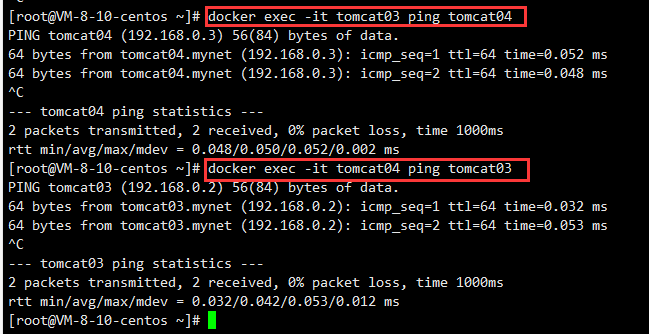 [root@VM-8-10-centos ~]# docker exec -it tomcat03 ping tomcat04
PING tomcat04 (192.168.0.3) 56(84) bytes of data.
64 bytes from tomcat04.mynet (192.168.0.3): icmp_seq=1 ttl=64 time=0.052 ms
64 bytes from tomcat04.mynet (192.168.0.3): icmp_seq=2 ttl=64 time=0.048 ms
^C
--- tomcat04 ping statistics ---
2 packets transmitted, 2 received, 0% packet loss, time 1000ms
rtt min/avg/max/mdev = 0.048/0.050/0.052/0.002 ms
[root@VM-8-10-centos ~]# docker exec -it tomcat04 ping tomcat03
PING tomcat03 (192.168.0.2) 56(84) bytes of data.
64 bytes from tomcat03.mynet (192.168.0.2): icmp_seq=1 ttl=64 time=0.032 ms
64 bytes from tomcat03.mynet (192.168.0.2): icmp_seq=2 ttl=64 time=0.053 ms
^C
--- tomcat03 ping statistics ---
2 packets transmitted, 2 received, 0% packet loss, time 1000ms
rtt min/avg/max/mdev = 0.032/0.042/0.053/0.012 ms
[root@VM-8-10-centos ~]#